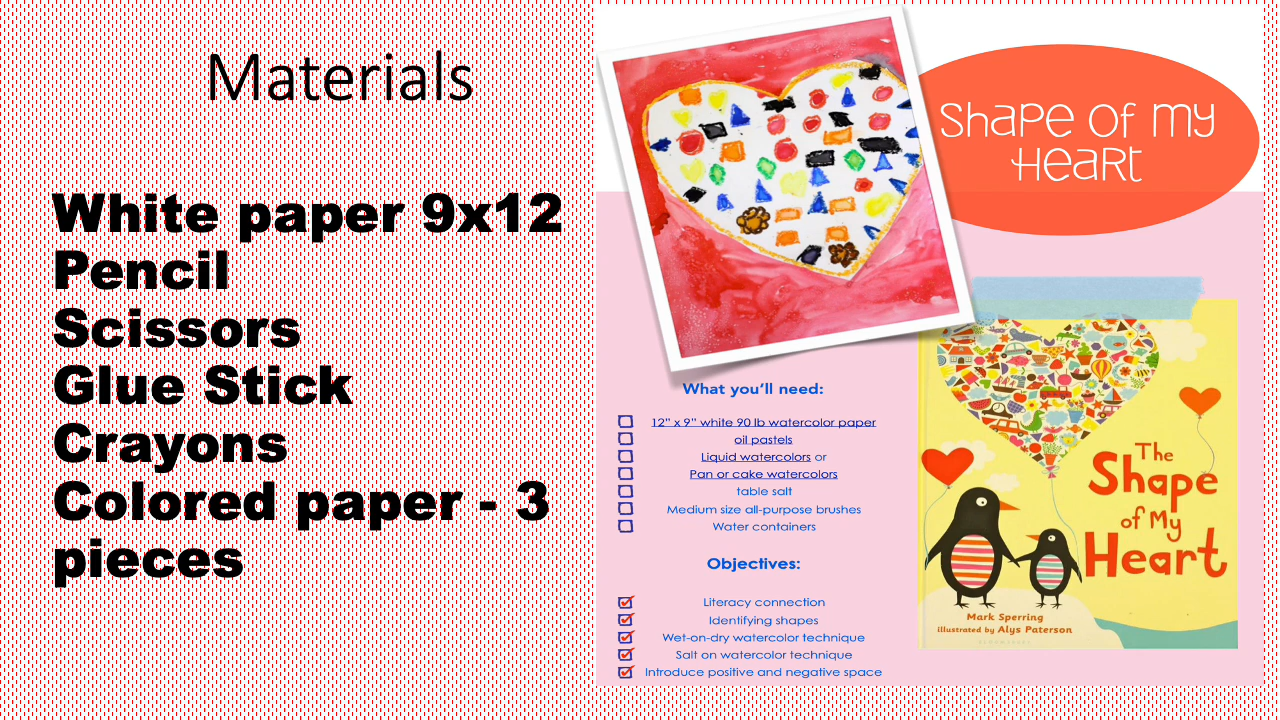 Materials
White paper 9x12
Pencil
Scissors
Glue Stick
Crayons
Colored paper - 3
pieces
Shape of my
Heart
What you'll need:
12" x 9" white 90 lb watercolor paper
oil pastels
Liquid watercolors or
Pan or cake watercolors
table salt
Medium size all-purpose brushes
Water containers
Objectives:
Literacy connection
Identifying shapes
Wet-on-dry watercolor technique
Salt on watercolor technique
Introduce positive and negative space
The
Shape
of My
Heart
Mark Sperring
illustrated by Alys Paterson